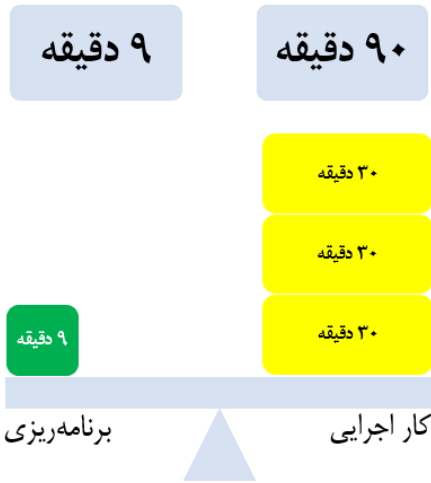 ۹۰ دقیقه
۹ دقیقه
۳۰ دقیقه
۳۰ دقیقه
۳۰ دقیقه
۹ دقیقه
کار اجرایی
برنامه‌ریزی